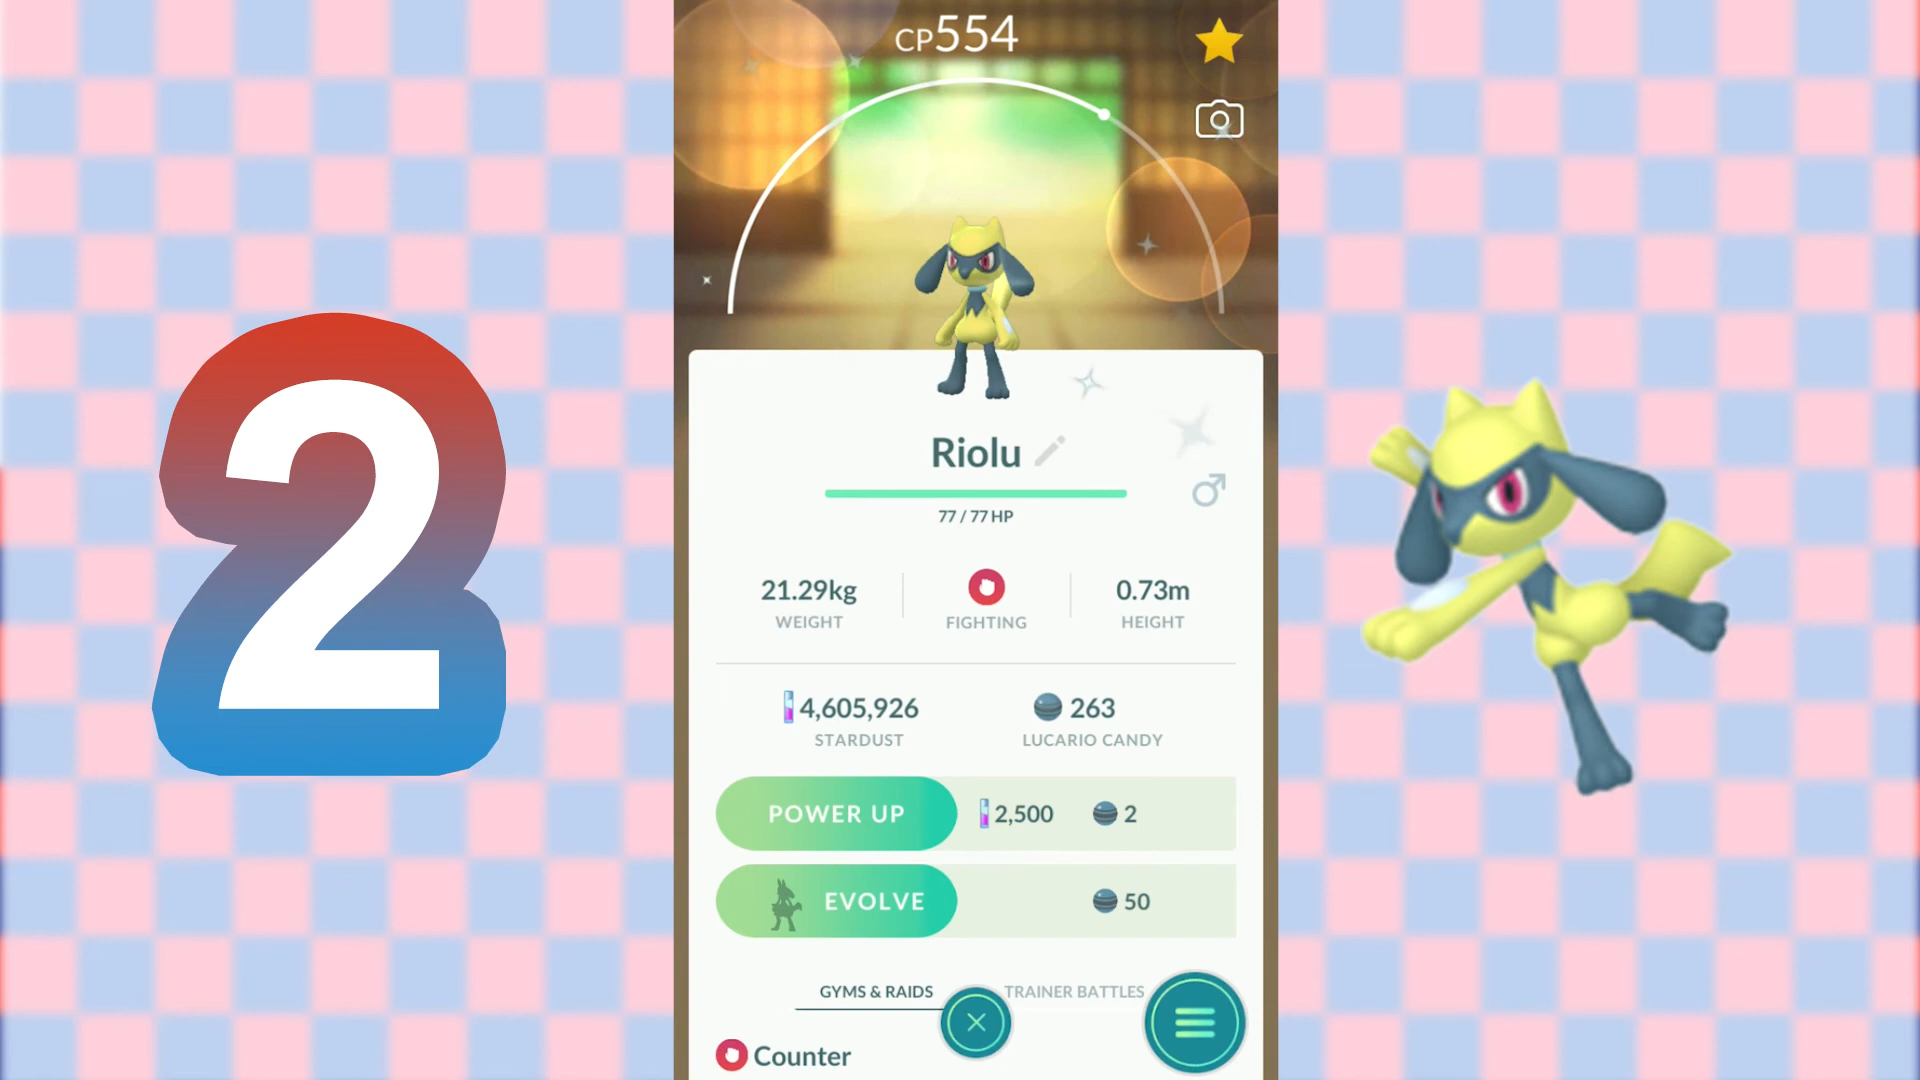 2
CP554
Riolu
77 / 77 HP
21.29kg
WEIGHT
FIGHTING
0.73m
HEIGHT
4,605,926
STARDUST
263
LUCARIO CANDY
POWER UP
2,500
2
EVOLVE
50
GYMS & RAIDS
TRAINER BATTLES
Counter